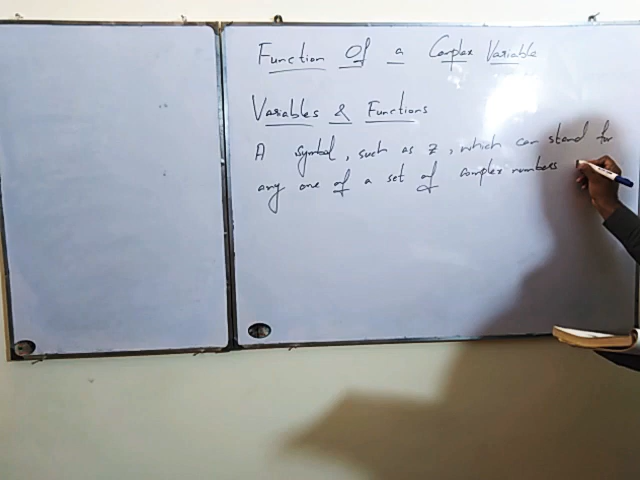 Function Of a Complex Variable
Variables & Functions
A symbol, such as z, which can stand for
any one of a set of complex numbers